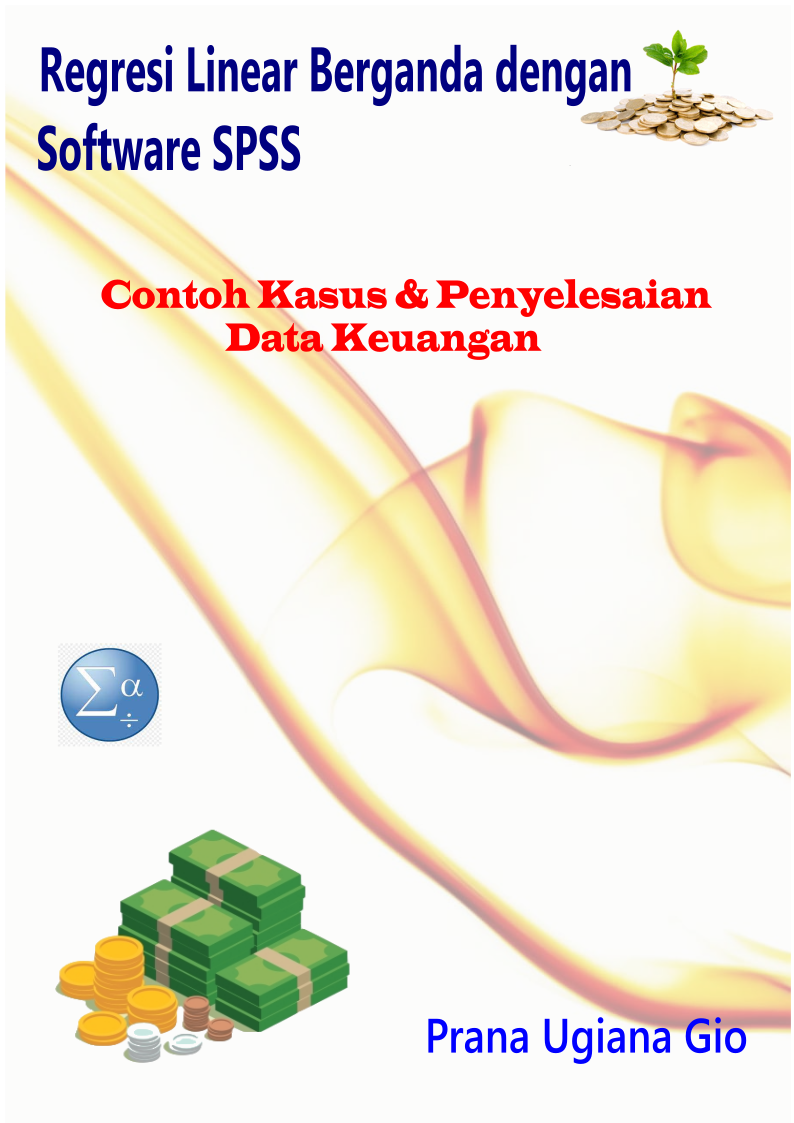 Regresi Linear Berganda dengan
Software SPSS
Contoh Kasus & Penyelesaian
Data Keuangan
Σ α
÷
Prana Ugiana Gio